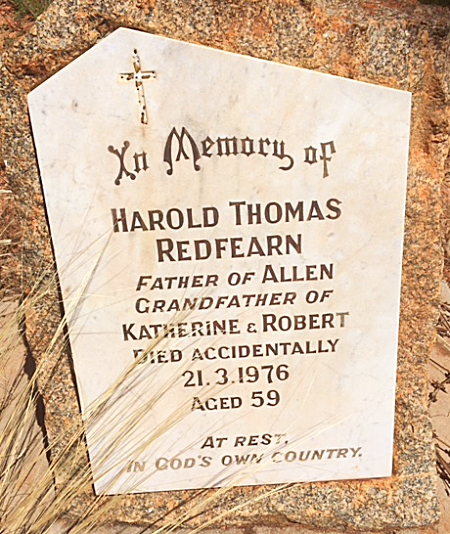 In Memory of
HAROLD THOMAS
REDFEARN
FATHER OF ALLEN
GRANDFATHER OF
KATHERINE & ROBERT
DIED ACCIDENTALLY
21.3.1976
AGED 59
AT REST,
IN GOD'S OWN COUNTRY.